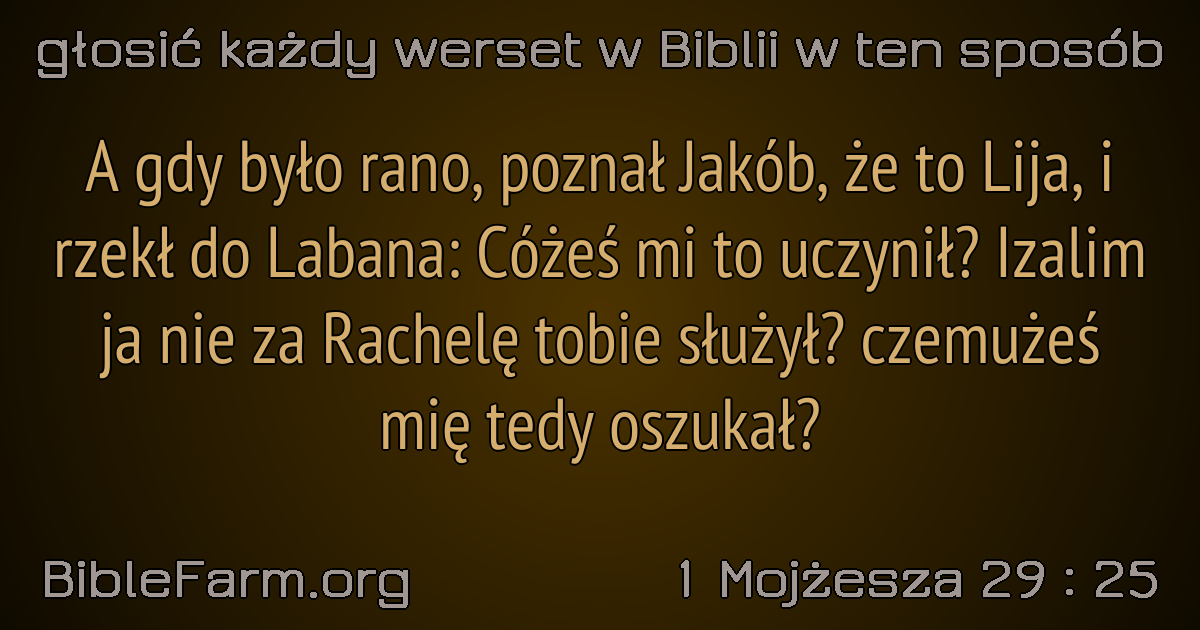 głosić każdy werset w Biblii w ten sposób
A gdy było rano, poznał Jakób, że to Lija, i
rzekł do Labana: Cóżeś mi to uczynił? Izalim
ja nie za Rachelę tobie służył? czemużeś
mię tedy oszukał?
BibleFarm.org
1 Mojżesza 29 : 25